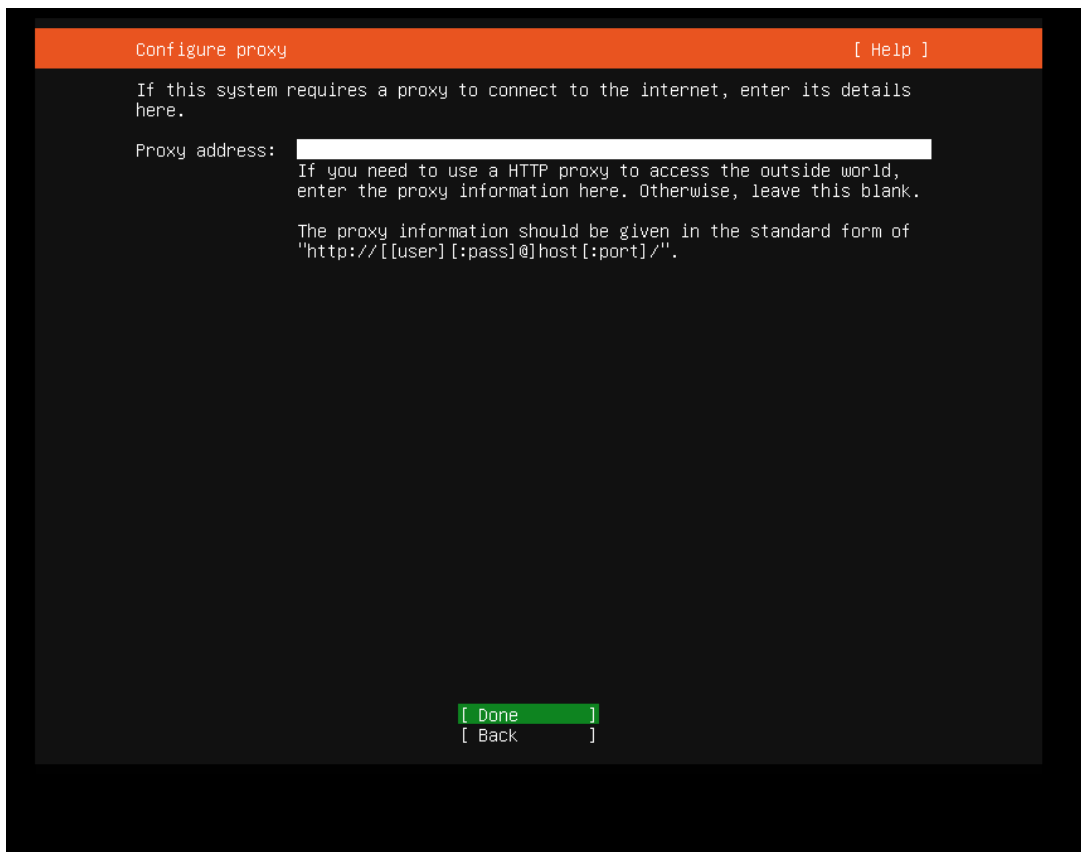 Configure proxy [ Help ]
If this system requires a proxy to connect to the internet, enter its details
here.
Proxy address:
If you need to use a HTTP proxy to access the outside world,
enter the proxy information here. Otherwise, leave this blank.
The proxy information should be given in the standard form of
"http://[[user][:pass]@]host[:port]/".
[ Done ]
[ Back ]